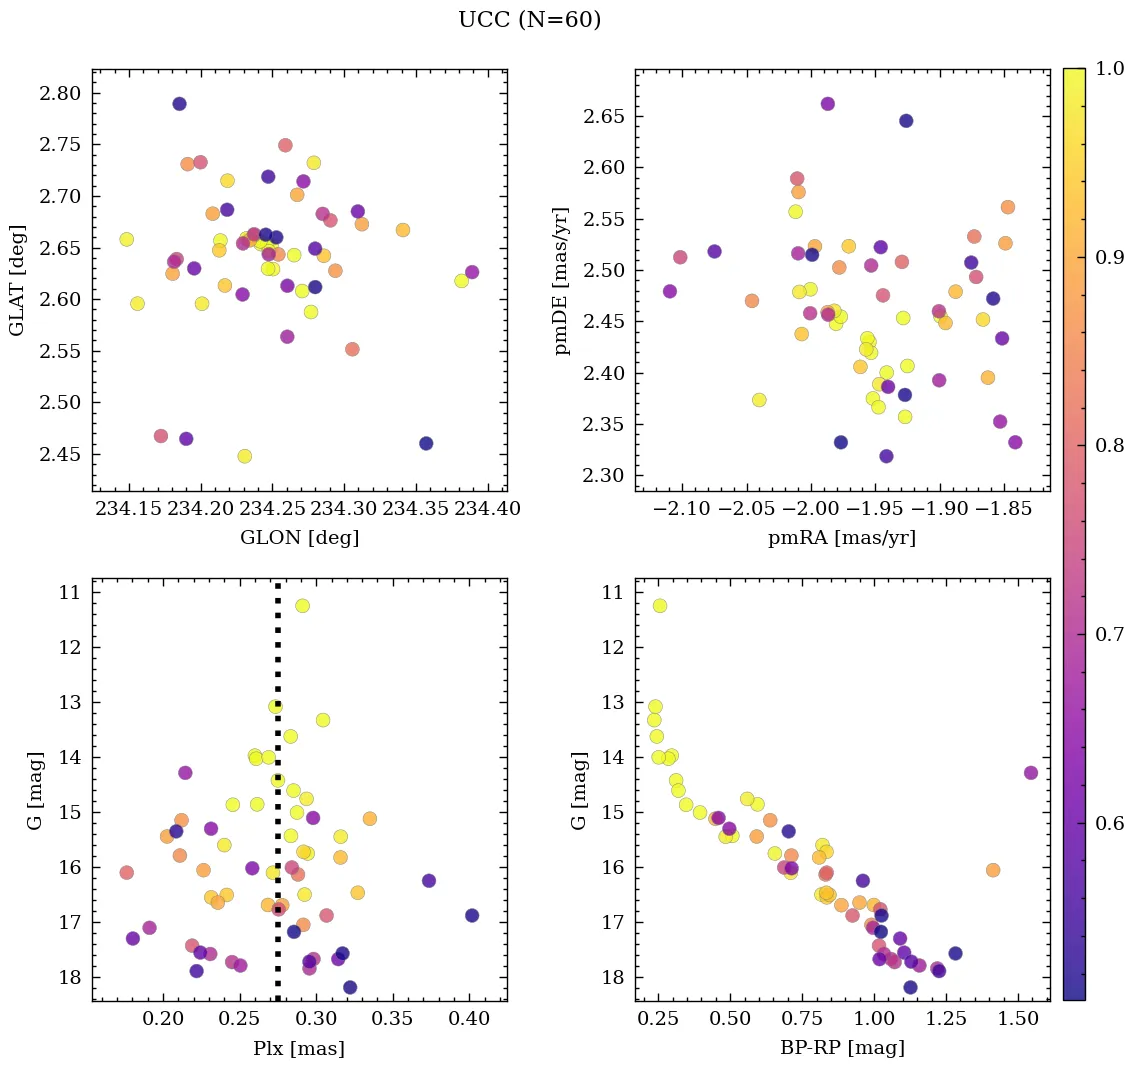 UCC (N=60)
2.80
2.75
2.70
2.65
2.60
2.55
2.50
2.45
GLAT [deg]
234.15 234.20 234.25 234.30 234.35 234.40
GLON [deg]
2.65
2.60
2.55
2.50
2.45
2.40
2.35
2.30
pmDE [mas/yr]
−2.10 −2.05 −2.00 −1.95 −1.90 −1.85
pmRA [mas/yr]
11
12
13
14
15
16
17
18
G [mag]
0.20 0.25 0.30 0.35 0.40
Plx [mas]
11
12
13
14
15
16
17
18
G [mag]
0.25 0.50 0.75 1.00 1.25 1.50
BP-RP [mag]
1.0
0.9
0.8
0.7
0.6